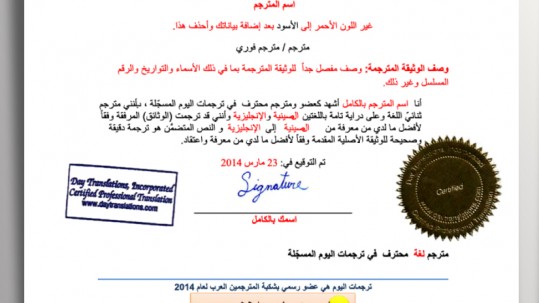 اسم المترجم
غير اللون الأحمر إلى الأسود بعد إضافة بياناتك وأحذف هذا.
مترجم / مترجم فوري
وصف الوثيقة المترجمة: وصف مفصل جداً للوثيقة المترجمة بما في ذلك الأسماء والتواريخ والرقم
المسلسل وغير ذلك.
أنا اسم المترجم بالكامل أشهد كعضو ومترجم محترف في ترجمات اليوم المسجّلة ، بأنني مترجم
ثنائيّ اللغة وعلى دراية تامة باللغتين الصينية والإنجليزية وأنني قد ترجمت (الوثائق) المرفقة وفقاً
لأفضل ما لدي من معرفة من الصينية إلى الإنجليزية و النص المتضمَّن هو ترجمة دقيقة
وصحيحة للوثيقة الأصلية المقدمة وفقاً لأفضل ما لدي من معرفة واعتقاد.
تم التوقيع في: 23 مارس 2014
Signature
Day Translations, Incorporated
Certified Professional Translation
www.daytranslations.com
Certified
اسمك بالكامل
مترجم لغة محترف في ترجمات اليوم المسجّلة
ترجمات اليوم هي عضو رسمي بشبكية المترجمين العرب لعام 2014